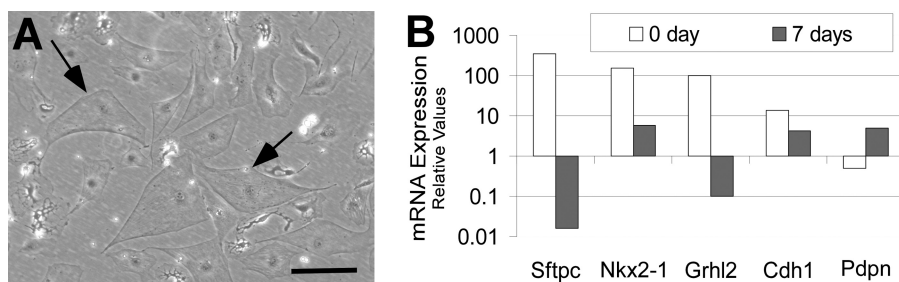 A
B
0 day
7 days
mRNA Expression
Relative Values
1000
100
10
1
0.1
0.01
Sftpc
Nkx2-1
Grhl2
Cdh1
Pdpn